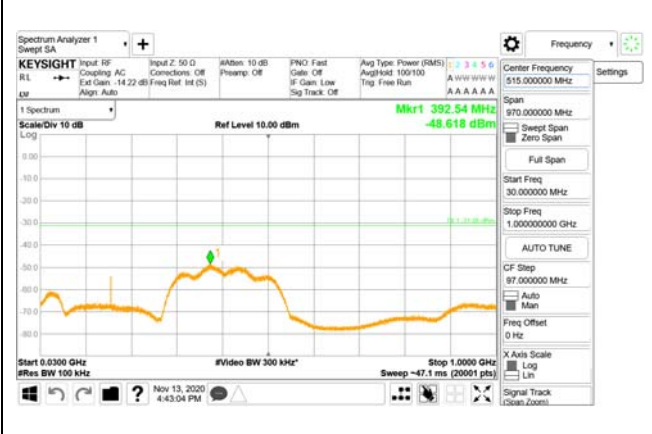 Spectrum Analyzer 1
Swept SA
Frequency
KEYSIGHT
RL
Input: RF
Coupling: AC
Ext Gain: -14.22 dB
Align: Auto
Input Z: 50 Ω
Corrections: Off
Freq Ref: Int (S)
#Atten: 10 dB
Preamp: Off
PNO: Fast
Gate: Off
IF Gain: Low
Sig Track: Off
Avg Type: Power (RMS)
Avg|Hold: 100/100
Trig: Free Run
1 2 3 4 5 6
A W W W W W
A A A A A A
1 Spectrum
Scale/Div 10 dB
Log
Ref Level 10.00 dBm
Mkr1 392.54 MHz
-48.618 dBm
0.00
-10.0
-20.0
-30.0
-40.0
-50.0
-60.0
-70.0
-80.0
1
Start 0.0300 GHz
#Res BW 100 kHz
#Video BW 300 kHz*
Stop 1.0000 GHz
Sweep ~47.1 ms (20001 pts)
Nov 13, 2020
4:43:04 PM
Center Frequency
515.000000 MHz
Settings
Span
970.000000 MHz
Swept Span
Zero Span
Full Span
Start Freq
30.000000 MHz
Stop Freq
1.000000000 GHz
AUTO TUNE
CF Step
97.000000 MHz
Auto
Man
Freq Offset
0 Hz
X Axis Scale
Log
Lin
Signal Track
(Span Zoom)